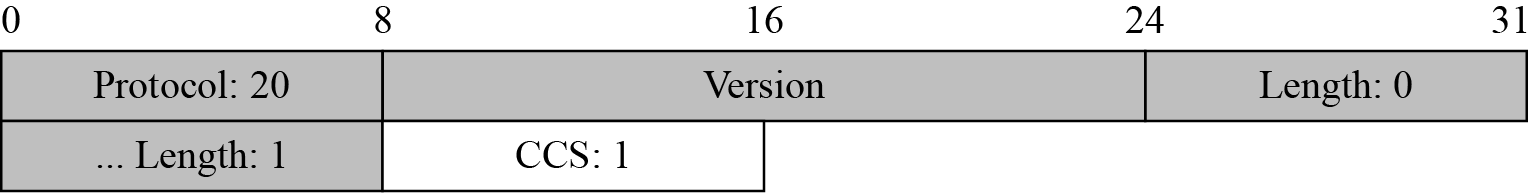 0 8 16 24 31
Protocol: 20 Version Length: 0
... Length: 1 CCS: 1